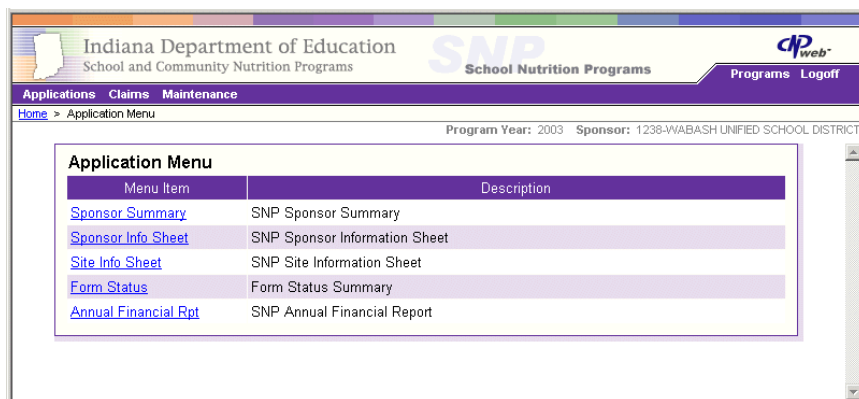 Indiana Department of Education
School and Community Nutrition Programs
SNP
School Nutrition Programs
CNPweb
Programs Logoff
Applications Claims Maintenance
Home > Application Menu
Program Year: 2003 Sponsor: 1238-WABASH UNIFIED SCHOOL DISTRICT
Application Menu
Menu Item Description
Sponsor Summary SNP Sponsor Summary
Sponsor Info Sheet SNP Sponsor Information Sheet
Site Info Sheet SNP Site Information Sheet
Form Status Form Status Summary
Annual Financial Rpt SNP Annual Financial Report